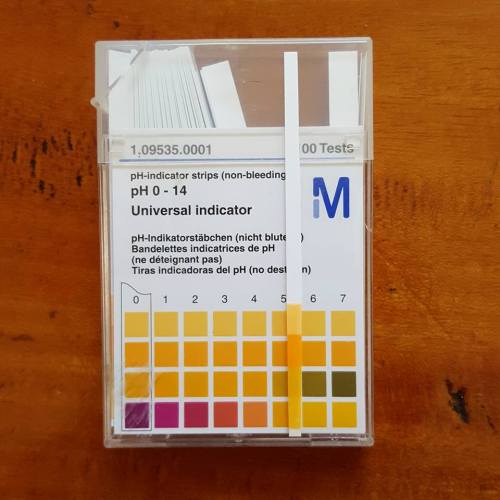 1.09535.0001 00 Tests
pH-indicator strips (non-bleeding
pH 0 - 14
Universal indicator
M
pH-Indikatorstäbchen (nicht blute )
Bandelettes indicatrices de pH
(ne déteignant pas)
Tiras indicadoras del pH (no dest n)
0 1 2 3 4 5 6 7